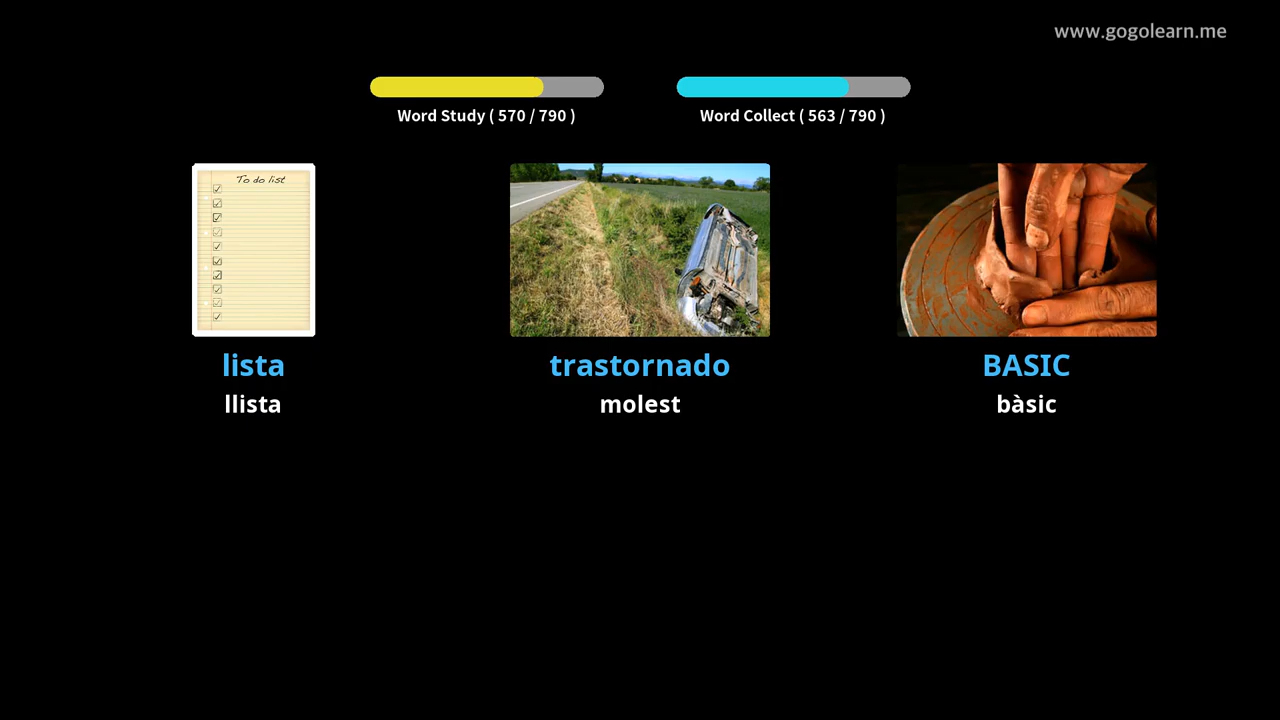 www.gogolearn.me
Word Study ( 570 / 790 )
Word Collect ( 563 / 790 )
To do list
lista
trastornado
BASIC
llista
molest
bàsic